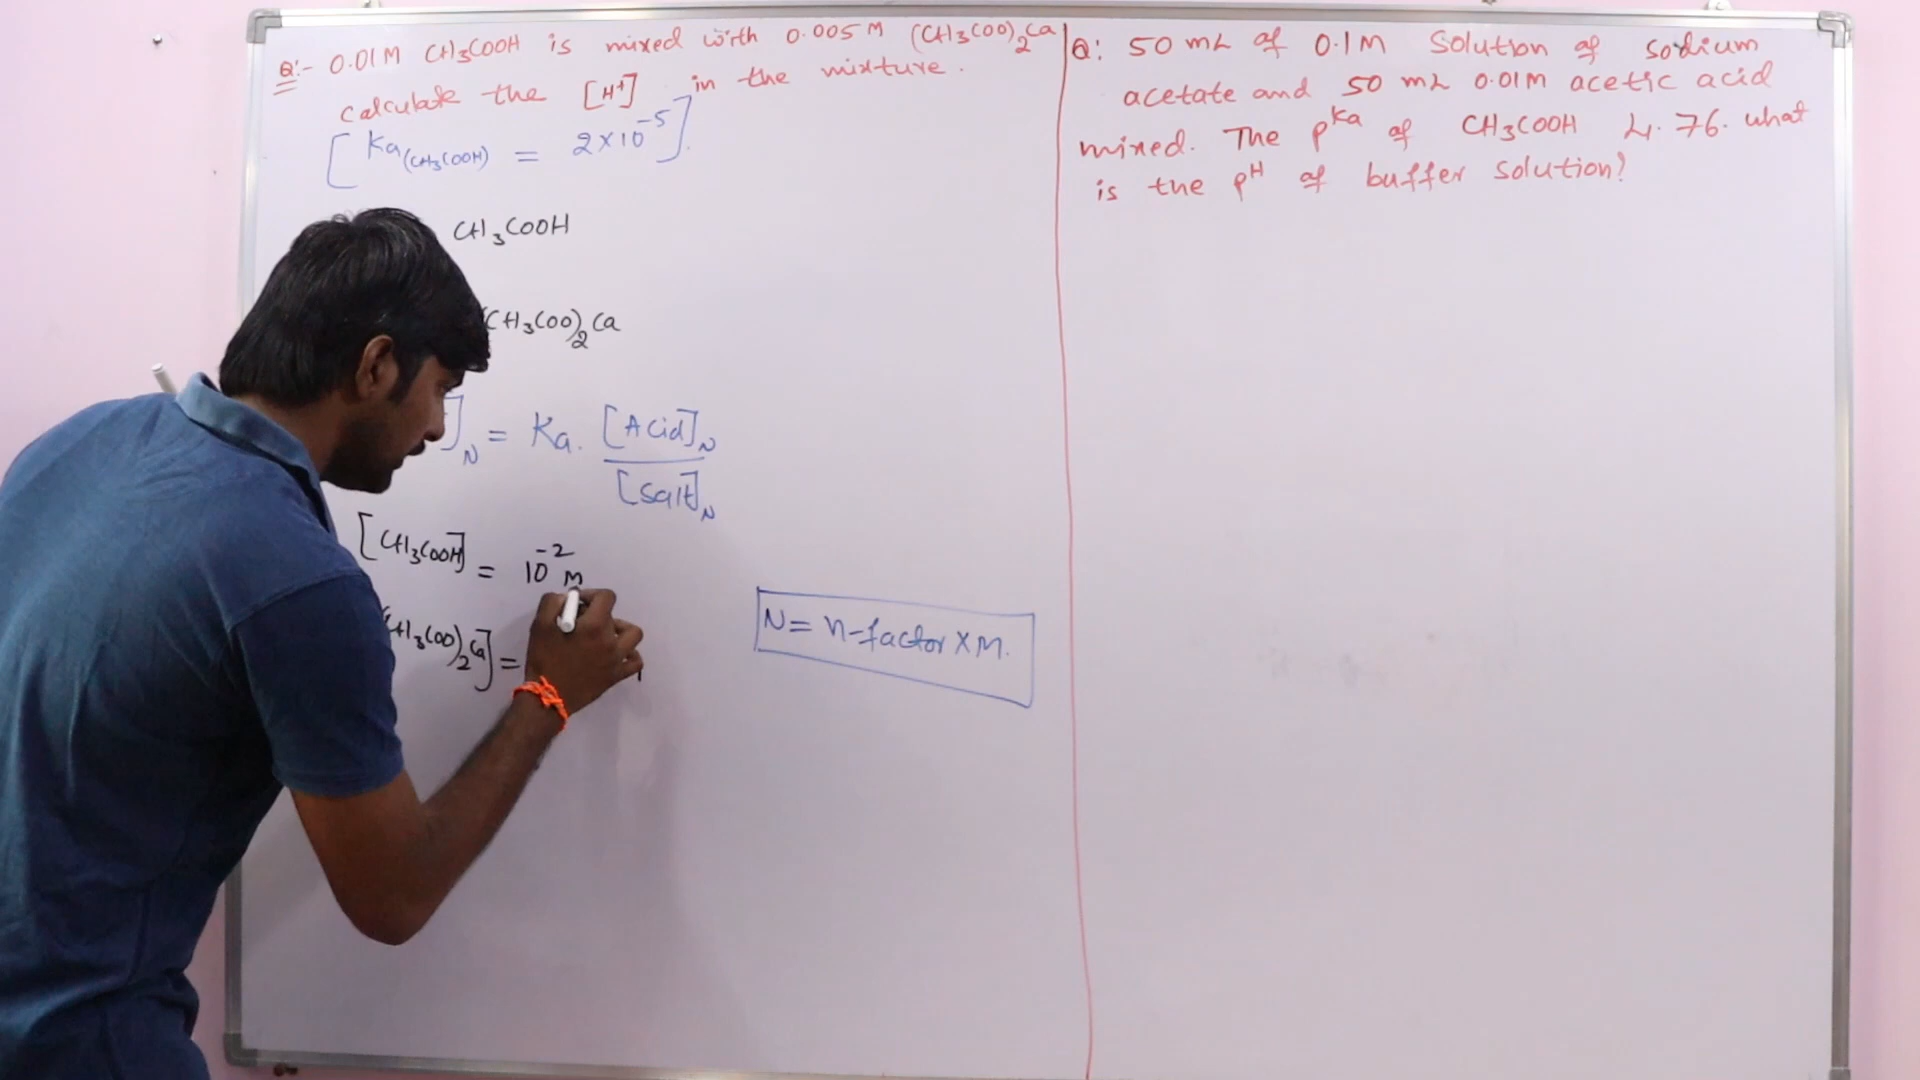 Q:- 0.01M CH3COOH is mixed with 0.005M (CH3COO)2Ca
calculate the [H+] in the mixture.
[Ka(CH3COOH) = 2×10^-5].
CH3COOH
(CH3COO)2Ca
]N = Ka. [Acid]N
[Salt]N
[CH3COOH] = 10^-2 M
CH3COO)2Ca] =
N = n-factor × M.
Q: 50 mL of 0.1M solution of sodium
acetate and 50 mL 0.01M acetic acid
mixed. The pKa of CH3COOH 4.76. what
is the pH of buffer solution?